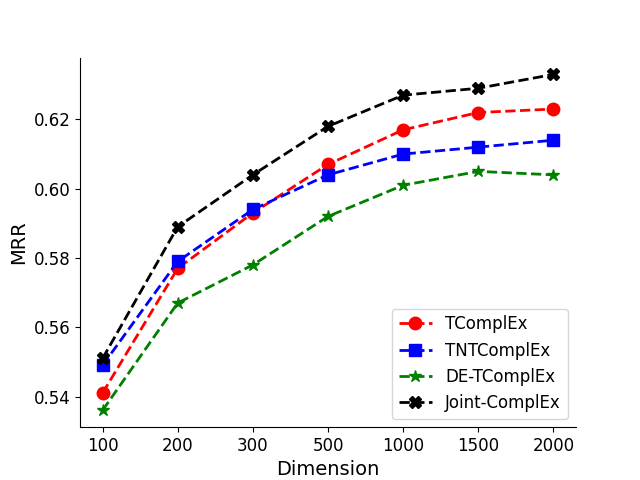 0.62
0.60
0.58
0.56
0.54
MRR
100 200 300 500 1000 1500 2000
Dimension
TComplEx
TNTComplEx
DE-TComplEx
Joint-ComplEx